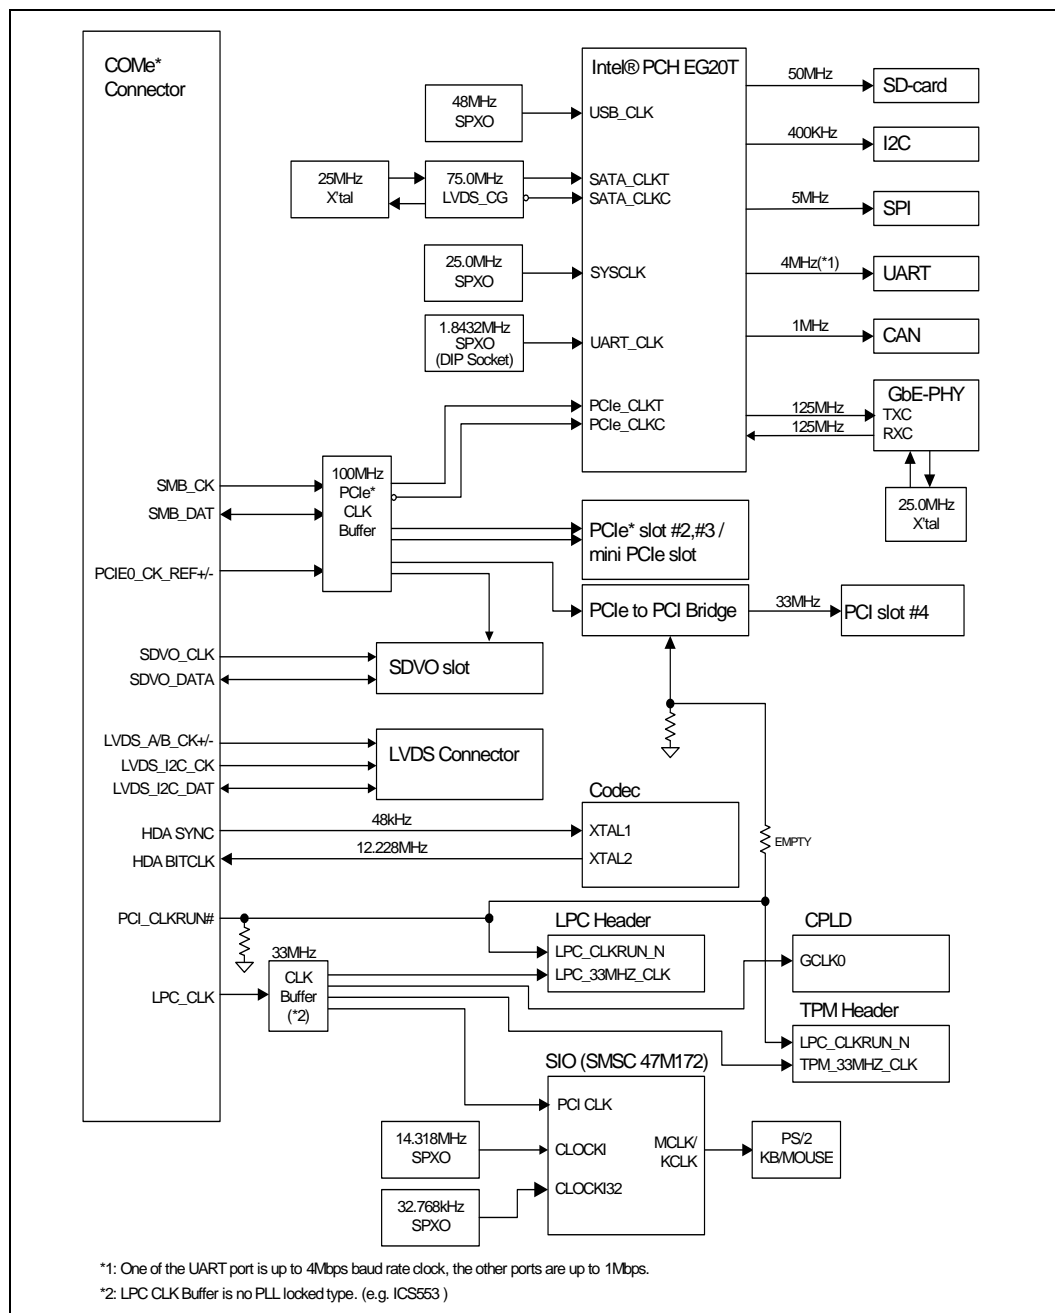 COMe*
Connector
Intel® PCH EG20T
50MHz
SD-card
48MHz
SPXO
USB_CLK
400KHz
I2C
25MHz
X'tal
75.0MHz
LVDS_CG
SATA_CLKT
SATA_CLKC
5MHz
SPI
25.0MHz
SPXO
SYSCLK
4MHz(*1)
UART
1.8432MHz
SPXO
(DIP Socket)
UART_CLK
1MHz
CAN
GbE-PHY
PCIe_CLKT
PCIe_CLKC
125MHz
125MHz
TXC
RXC
SMB_CK
SMB_DAT
100MHz
PCIe*
CLK
Buffer
25.0MHz
X'tal
PCIe* slot #2,#3 /
mini PCIe slot
PCIE0_CK_REF+/-
PCIe to PCI Bridge
33MHz
PCI slot #4
SDVO_CLK
SDVO_DATA
SDVO slot
LVDS_A/B_CK+/-
LVDS_I2C_CK
LVDS_I2C_DAT
LVDS Connector
Codec
HDA SYNC
48kHz
XTAL1
HDA BITCLK
12.228MHz
XTAL2
EMPTY
PCI_CLKRUN#
LPC Header
LPC_CLKRUN_N
LPC_33MHZ_CLK
CPLD
GCLK0
33MHz
CLK
Buffer
(*2)
LPC_CLK
TPM Header
LPC_CLKRUN_N
TPM_33MHZ_CLK
SIO (SMSC 47M172)
PCI CLK
14.318MHz
SPXO
CLOCKI
MCLK/
KCLK
PS/2
KB/MOUSE
32.768kHz
SPXO
CLOCKI32
*1: One of the UART port is up to 4Mbps baud rate clock, the other ports are up to 1Mbps.
*2: LPC CLK Buffer is no PLL locked type. (e.g. ICS553 )